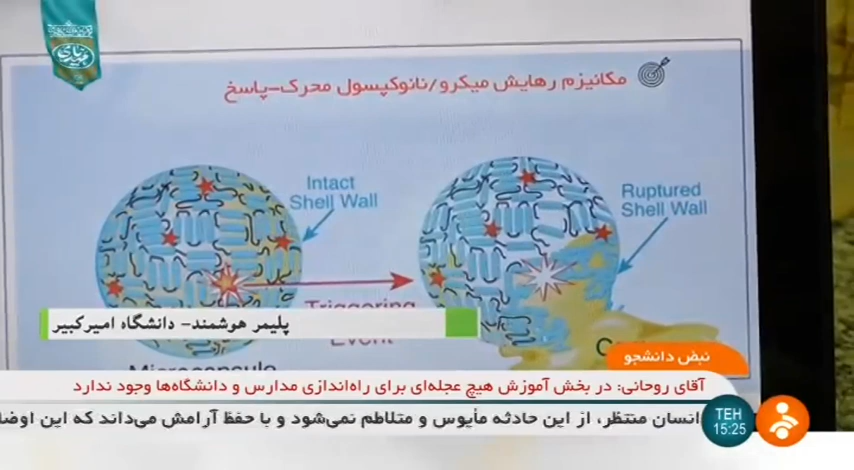 مکانیزم رهایش میکرو/نانوکپسول محرک-پاسخ
Intact
Shell Wall
Ruptured
Shell Wall
Triggering
Event
Microcapsule
پلیمر هوشمند- دانشگاه امیرکبیر
نبض دانشجو
آقای روحانی: در بخش آموزش هیچ عجله‌ای برای راه‌اندازی مدارس و دانشگاه‌ها وجود ندارد
انسان منتظر، از این حادثه مأیوس و متلاطم نمی‌شود و با حفظ آرامش می‌داند که این
TEH
15:25